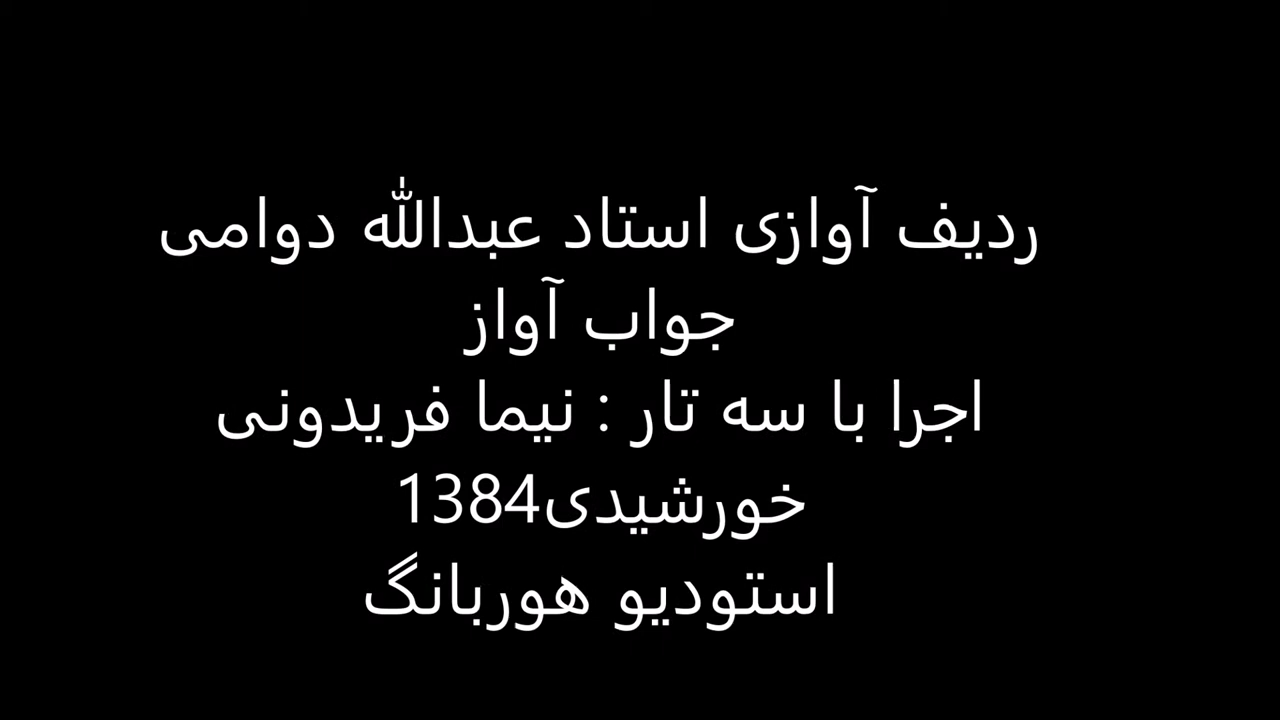 ردیف آوازی استاد عبدالله دوامی
جواب آواز
اجرا با سه تار : نیما فریدونی
خورشیدی1384
استودیو هوربانگ